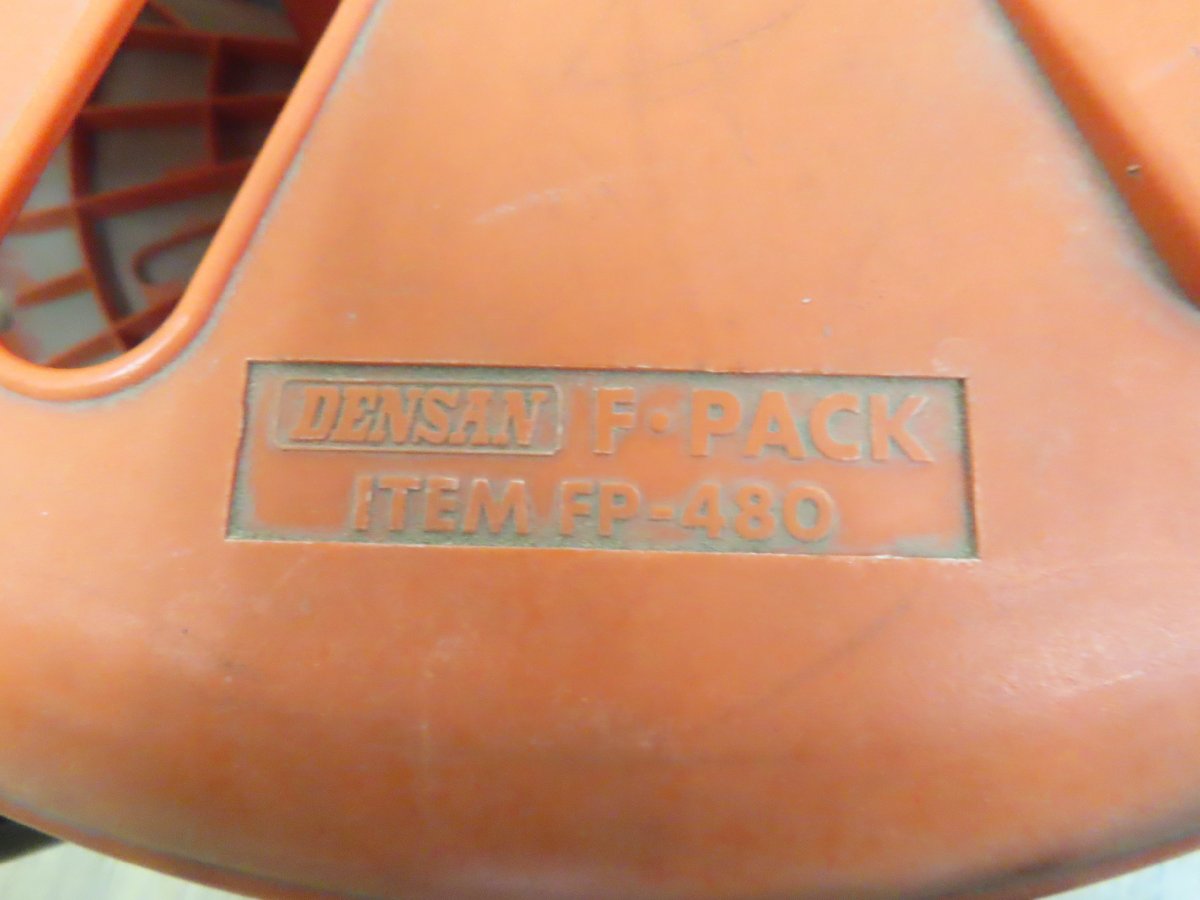 DENSAN F·PACK
ITEM FP-480